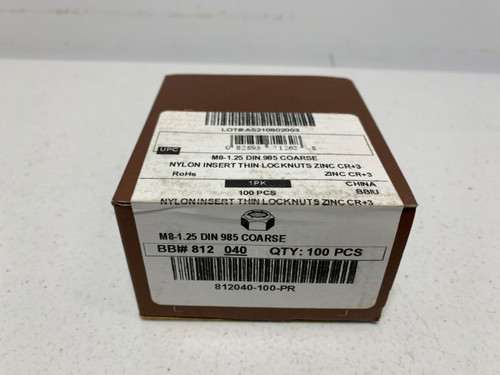 LOT#:AS210802003
UPC
M8-1.25 DIN 985 COARSE
NYLON INSERT THIN LOCKNUTS ZINC CR+3
RoHs ZINC CR+3
1PK CHINA
100 PCS BBIU
NYLON INSERT THIN LOCKNUTS ZINC CR+3
M8-1.25 DIN 985 COARSE
BBI# 812 040 QTY: 100 PCS
812040-100-PR